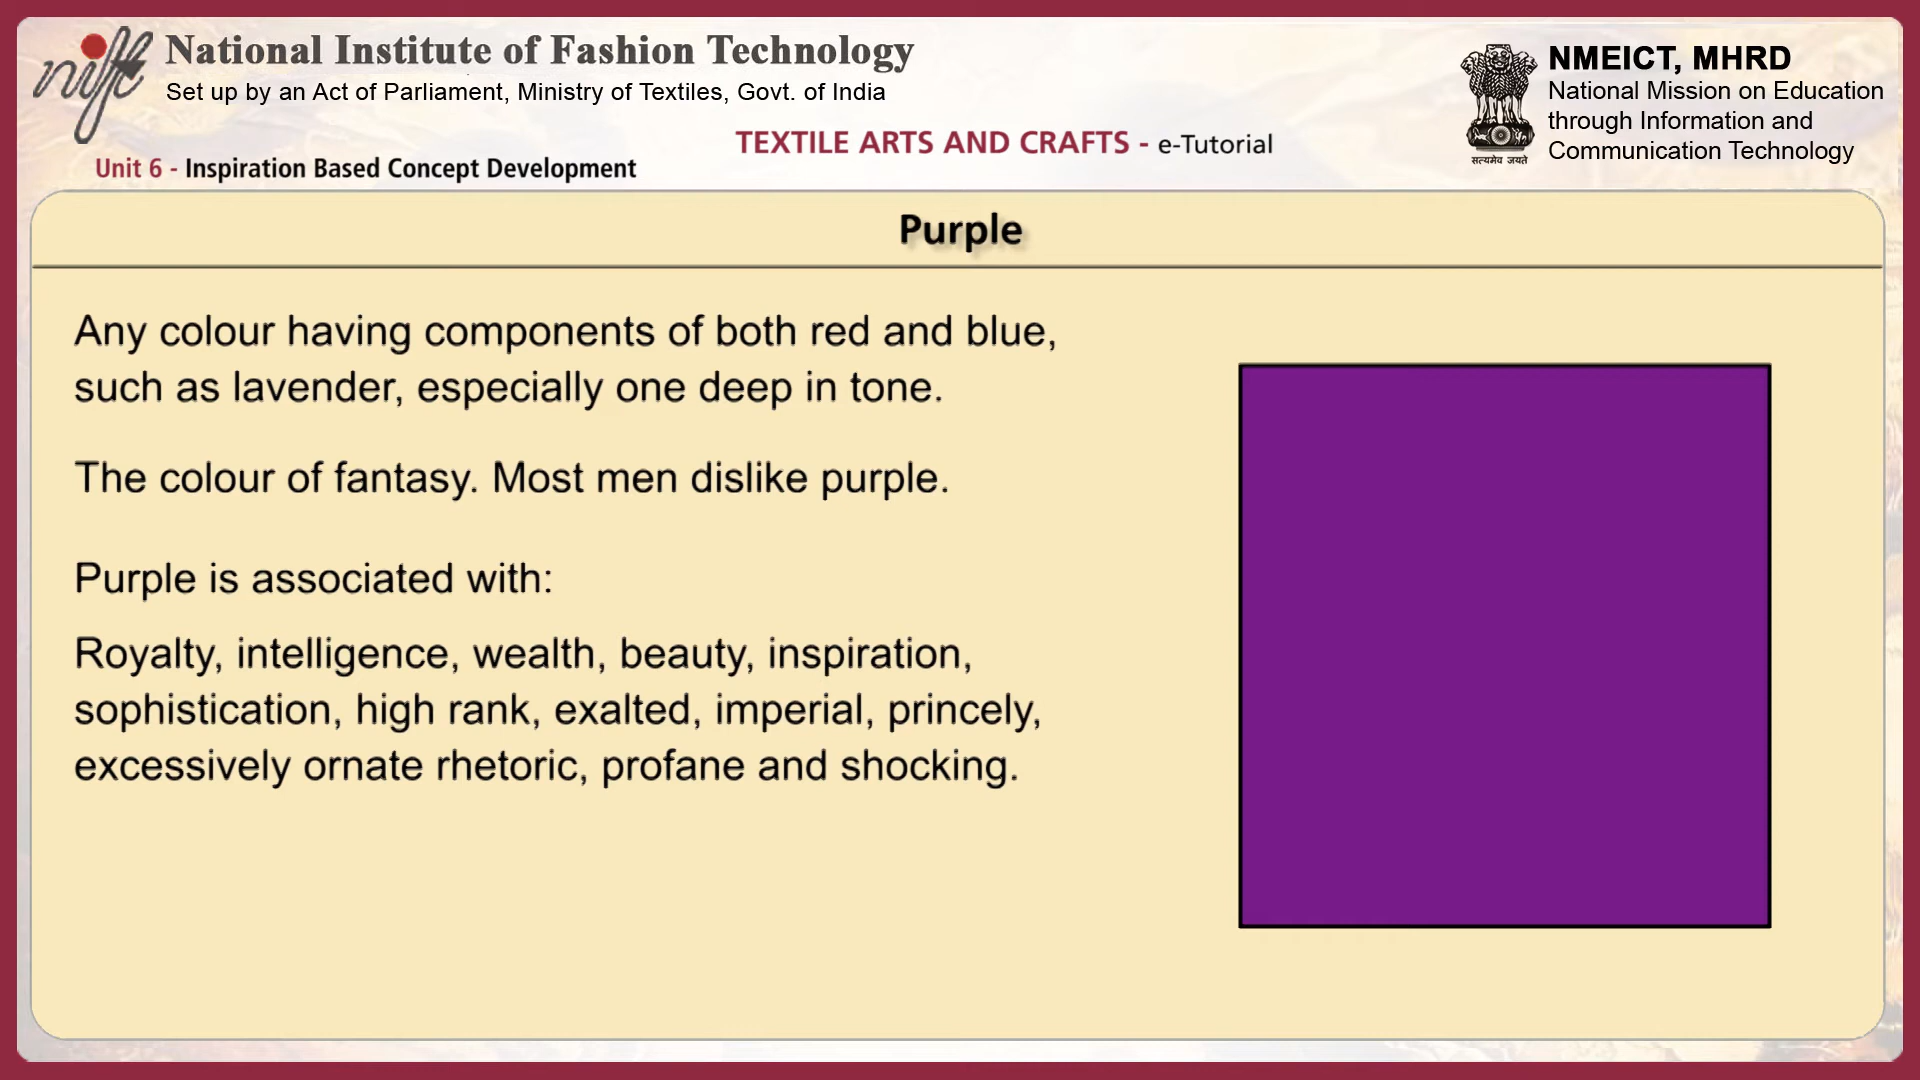 nift
National Institute of Fashion Technology
Set up by an Act of Parliament, Ministry of Textiles, Govt. of India
NMEICT, MHRD
National Mission on Education
through Information and
Communication Technology
सत्यमेव जयते
TEXTILE ARTS AND CRAFTS - e-Tutorial
Unit 6 - Inspiration Based Concept Development
Purple
Any colour having components of both red and blue,
such as lavender, especially one deep in tone.
The colour of fantasy. Most men dislike purple.
Purple is associated with:
Royalty, intelligence, wealth, beauty, inspiration,
sophistication, high rank, exalted, imperial, princely,
excessively ornate rhetoric, profane and shocking.